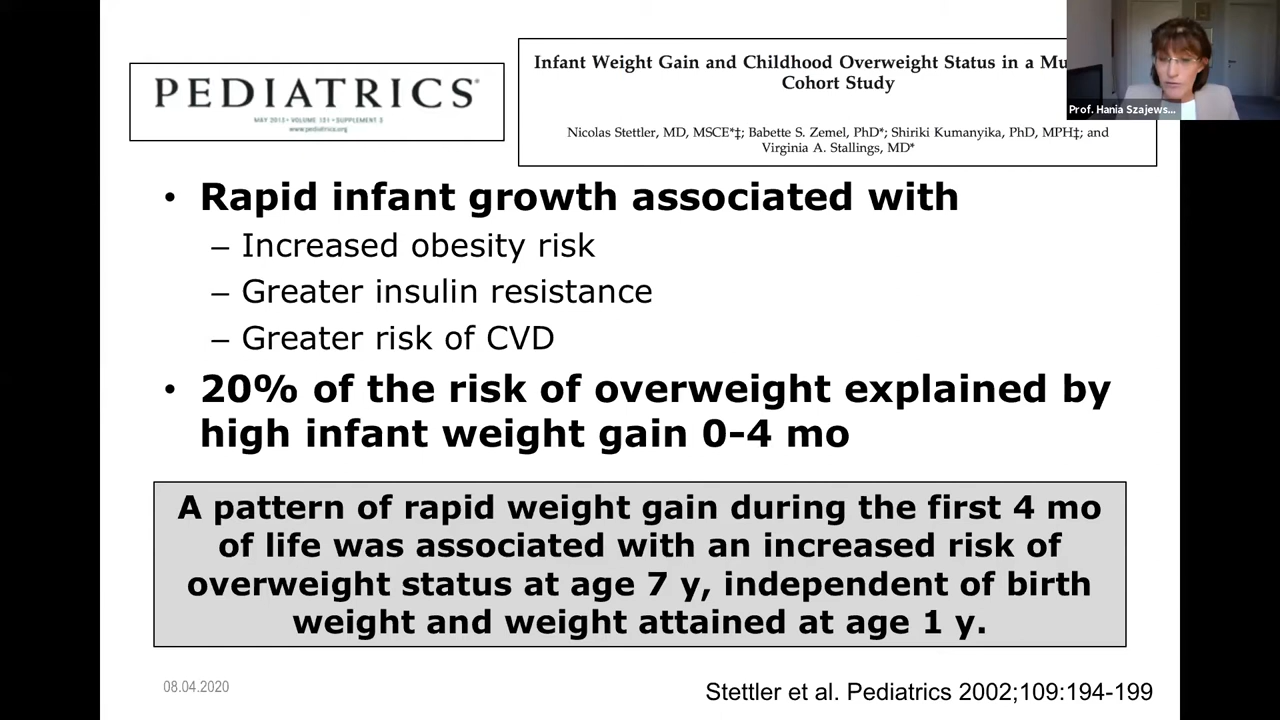 PEDIATRICS®
MAY 2013 • VOLUME 131 • SUPPLEMENT 3
www.pediatrics.org
Infant Weight Gain and Childhood Overweight Status in a
Cohort Study
Nicolas Stettler, MD, MSCE*‡; Babette S. Zemel, PhD*; Shiriki Kumanyika, PhD, MPH‡; and
Virginia A. Stallings, MD*
Prof. Hania Szajews...
• Rapid infant growth associated with
– Increased obesity risk
– Greater insulin resistance
– Greater risk of CVD
• 20% of the risk of overweight explained by
high infant weight gain 0-4 mo
A pattern of rapid weight gain during the first 4 mo
of life was associated with an increased risk of
overweight status at age 7 y, independent of birth
weight and weight attained at age 1 y.
08.04.2020
Stettler et al. Pediatrics 2002;109:194-199